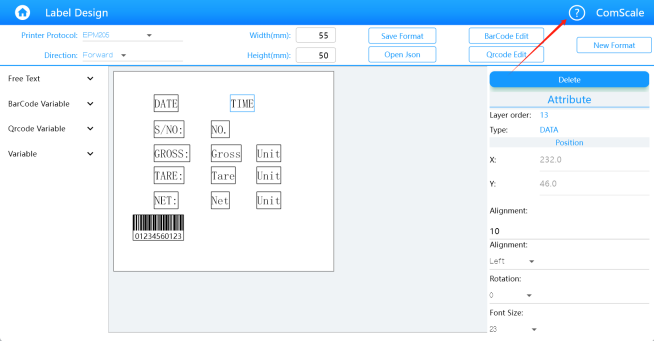 Label Design ? ComScale
Printer Protocol: BPM205 Width(mm): 55 Save Format BarCode Edit New Format
Direction: Forward Height(mm): 50 Open Json Qrcode Edit
Free Text
BarCode Variable
Qrcode Variable
Variable
DATE TIME
S/NO: NO.
GROSS: Gross Unit
TARE: Tare Unit
NET: Net Unit
01234560123
Delete
Attribute
Layer order: 13
Type: DATA
Position
X: 232.0
Y: 46.0
Alignment:
10
Alignment:
Left
Rotation:
0
Font Size:
23